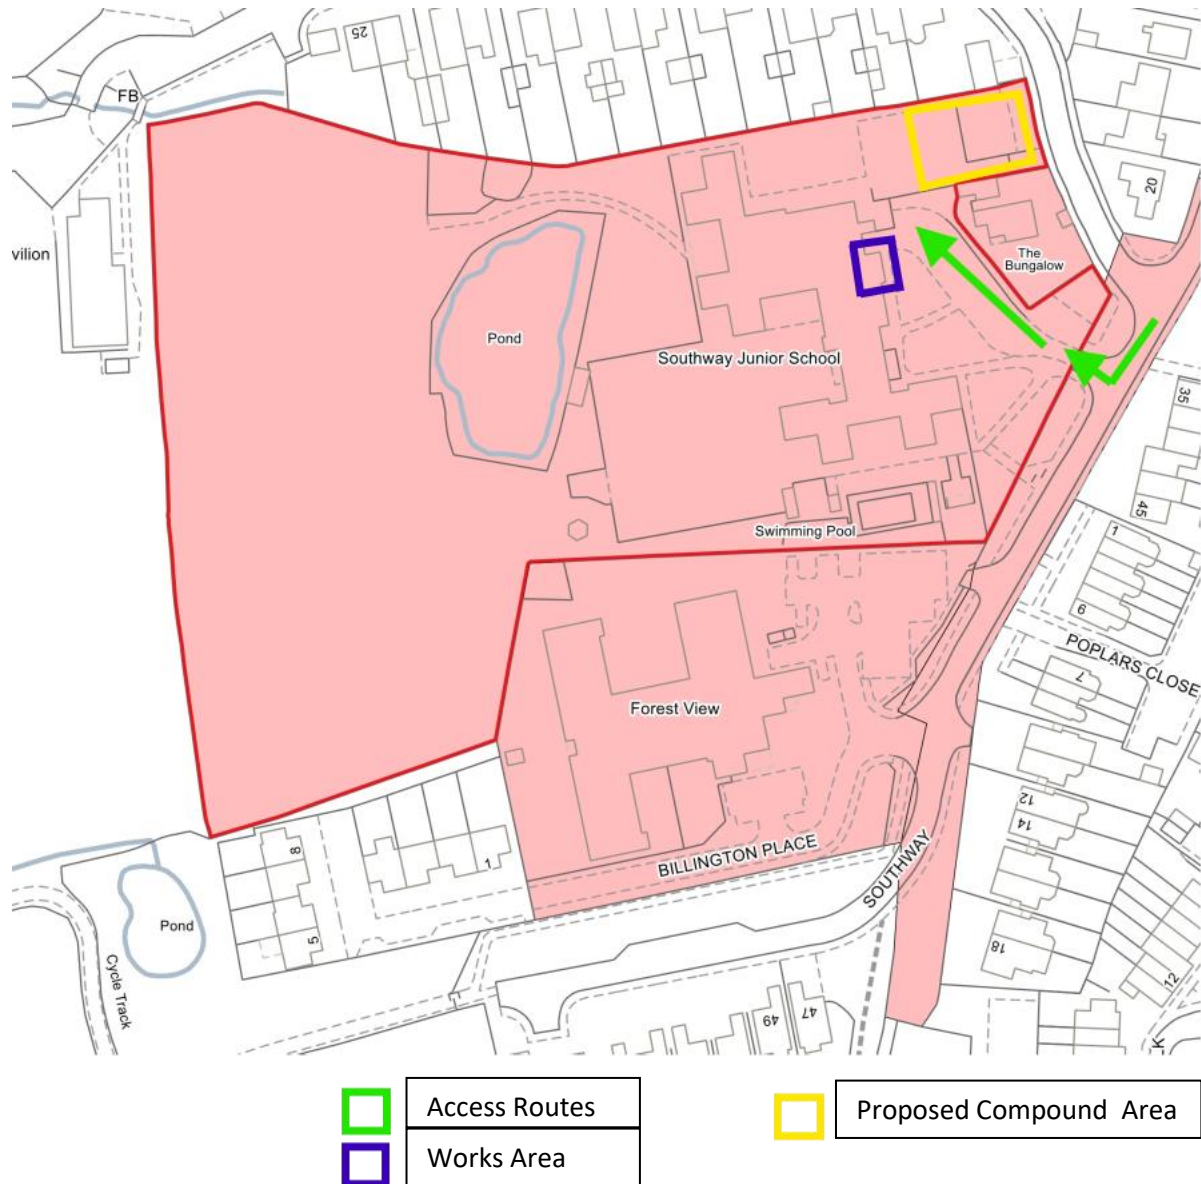 25
FB
20
vilion
The
Bungalow
Pond
Southway Junior School
35
45
Swimming Pool
1
6
POPLARS CLOSE
7
Forest View
12
14
BILLINGTON PLACE
SOUTHWAY
8
1
Pond
5
18
12
Cycle Track
49
47
K
Access Routes
Proposed Compound Area
Works Area